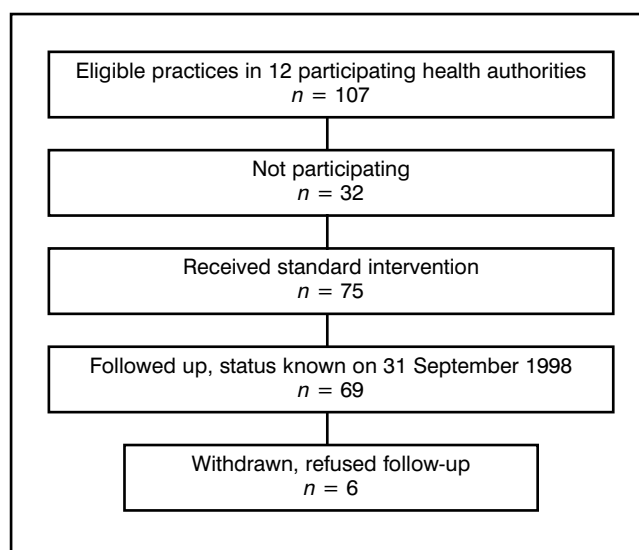 Eligible practices in 12 participating health authorities
n = 107
Not participating
n = 32
Received standard intervention
n = 75
Followed up, status known on 31 September 1998
n = 69
Withdrawn, refused follow-up
n = 6